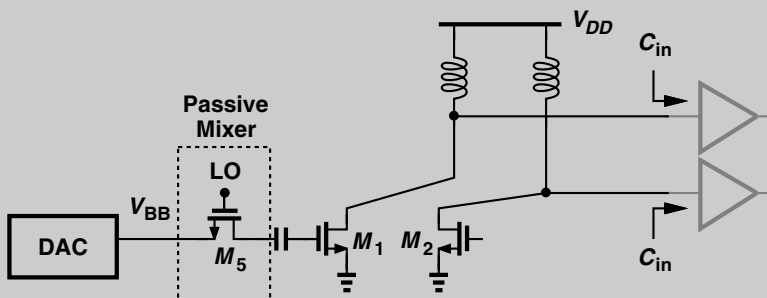 V_DD
C_in
Passive
Mixer
LO
V_BB
DAC
M_5
M_1
M_2
C_in